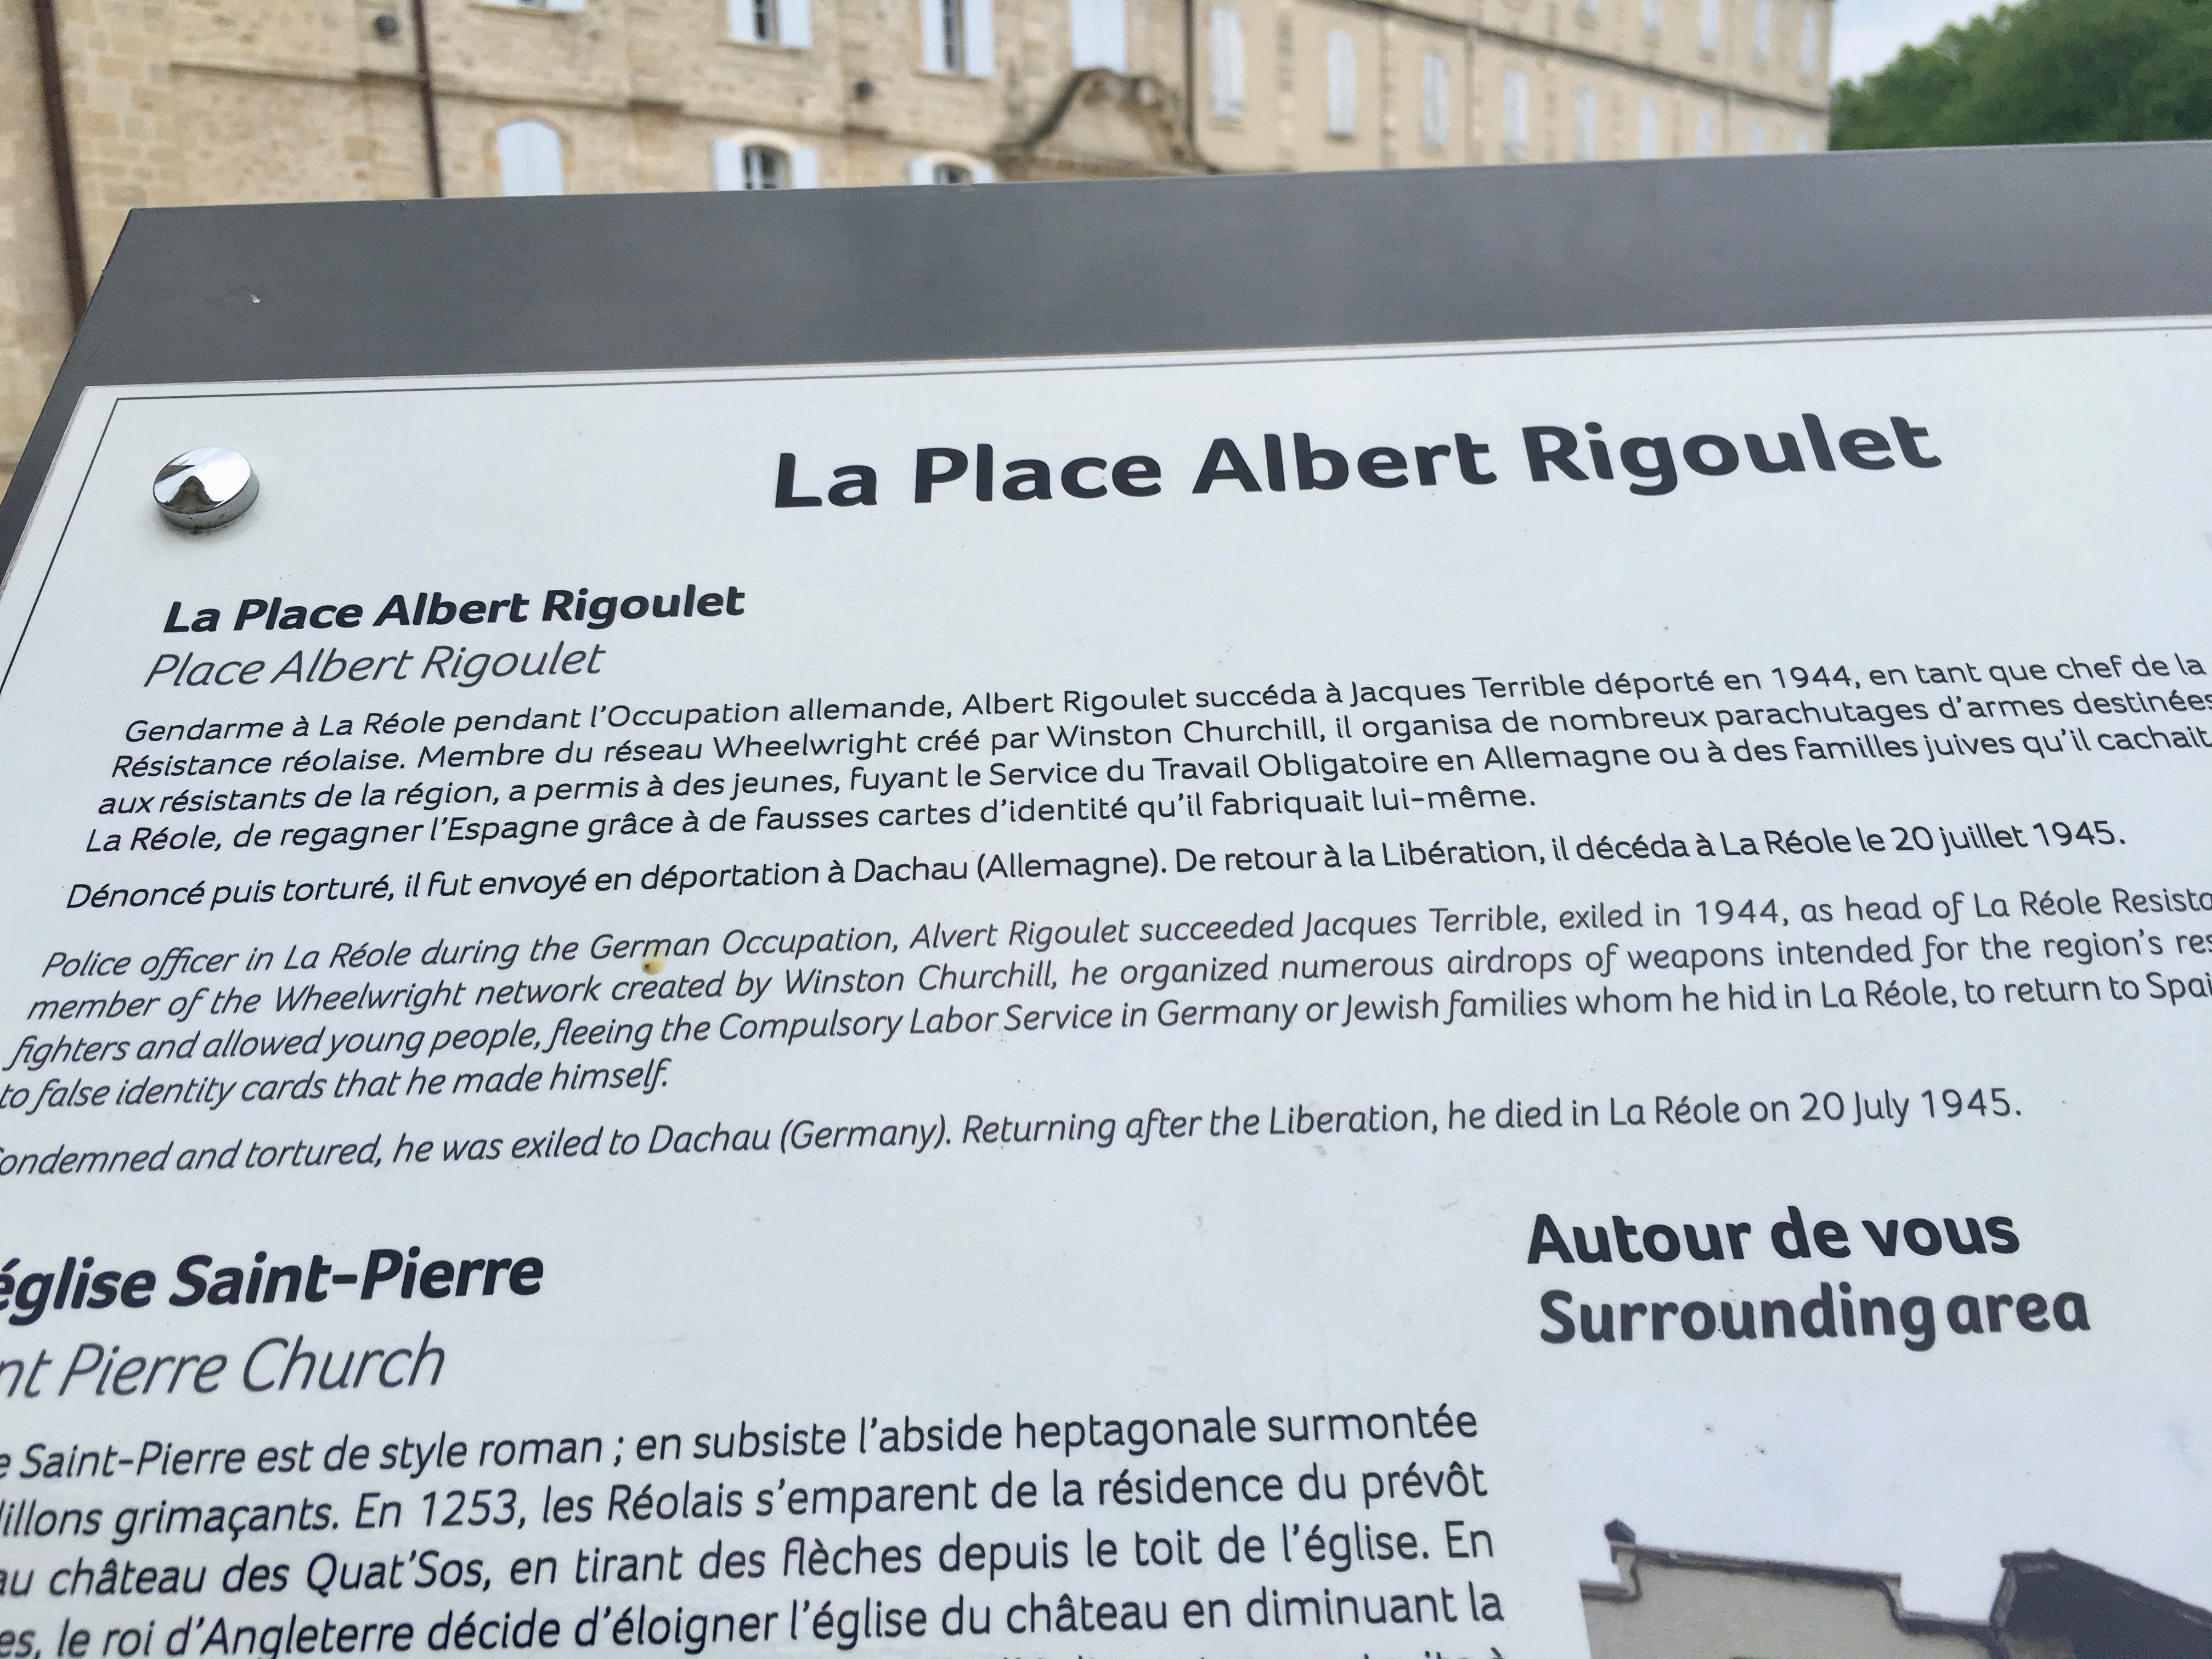 La Place Albert Rigoulet
La Place Albert Rigoulet
Place Albert Rigoulet
Gendarme à La Réole pendant l'Occupation allemande, Albert Rigoulet succéda à Jacques Terrible déporté en 1944, en tant que chef de la
Résistance réolaise. Membre du réseau Wheelwright créé par Winston Churchill, il organisa de nombreux parachutages d'armes destinées
aux résistants de la région, a permis à des jeunes, fuyant le Service du Travail Obligatoire en Allemagne ou à des familles juives qu'il cachait
La Réole, de regagner l'Espagne grâce à de fausses cartes d'identité qu'il fabriquait lui-même.
Dénoncé puis torturé, il fut envoyé en déportation à Dachau (Allemagne). De retour à la Libération, il décéda à La Réole le 20 juillet 1945.
Police officer in La Réole during the German Occupation, Alvert Rigoulet succeeded Jacques Terrible, exiled in 1944, as head of La Réole
member of the Wheelwright network created by Winston Churchill, he organized numerous airdrops of weapons intended for the region's
fighters and allowed young people, fleeing the Compulsory Labor Service in Germany or Jewish families whom he hid in La Réole, to return to
to false identity cards that he made himself.
ondemned and tortured, he was exiled to Dachau (Germany). Returning after the Liberation, he died in La Réole on 20 July 1945.
église Saint-Pierre
nt Pierre Church
e Saint-Pierre est de style roman ; en subsiste l'abside heptagonale surmontée
illons grimaçants. En 1253, les Réolais s'emparent de la résidence du prévôt
au château des Quat'Sos, en tirant des flèches depuis le toit de l'église. En
es, le roi d'Angleterre décide d'éloigner l'église du château en diminuant la
Autour de vous
Surrounding area